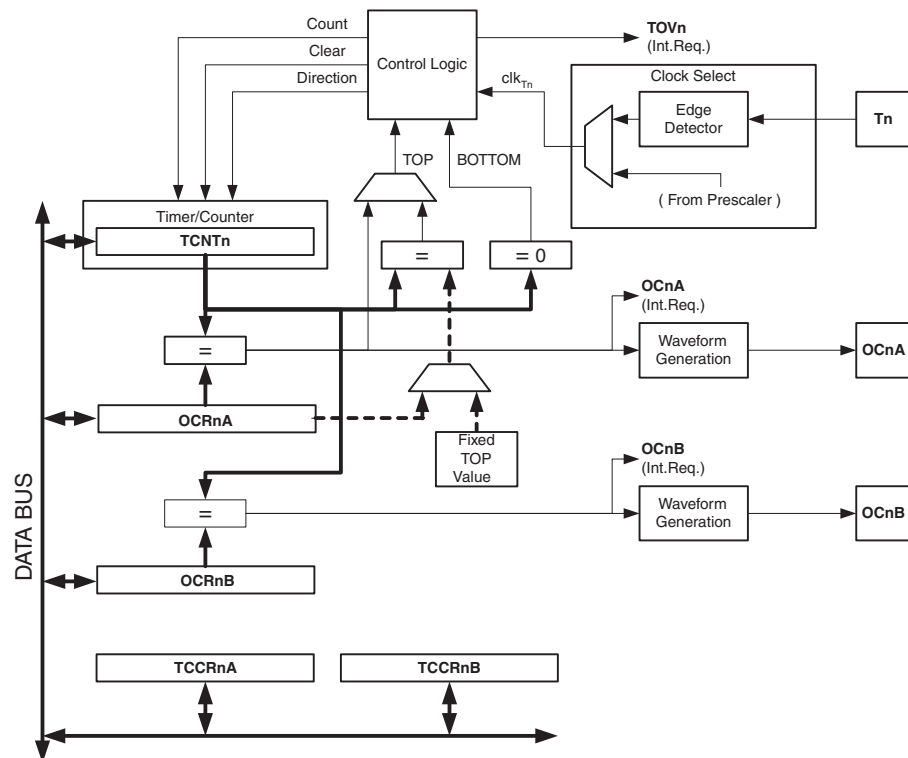 Count
Clear
Direction
Control Logic
TOVn
(Int.Req.)
Clock Select
clkTn
Edge
Detector
Tn
( From Prescaler )
TOP
BOTTOM
Timer/Counter
TCNTn
=
= 0
OCnA
(Int.Req.)
=
Waveform
Generation
OCnA
OCRnA
Fixed
TOP
Value
OCnB
(Int.Req.)
=
Waveform
Generation
OCnB
OCRnB
DATA BUS
TCCRnA
TCCRnB